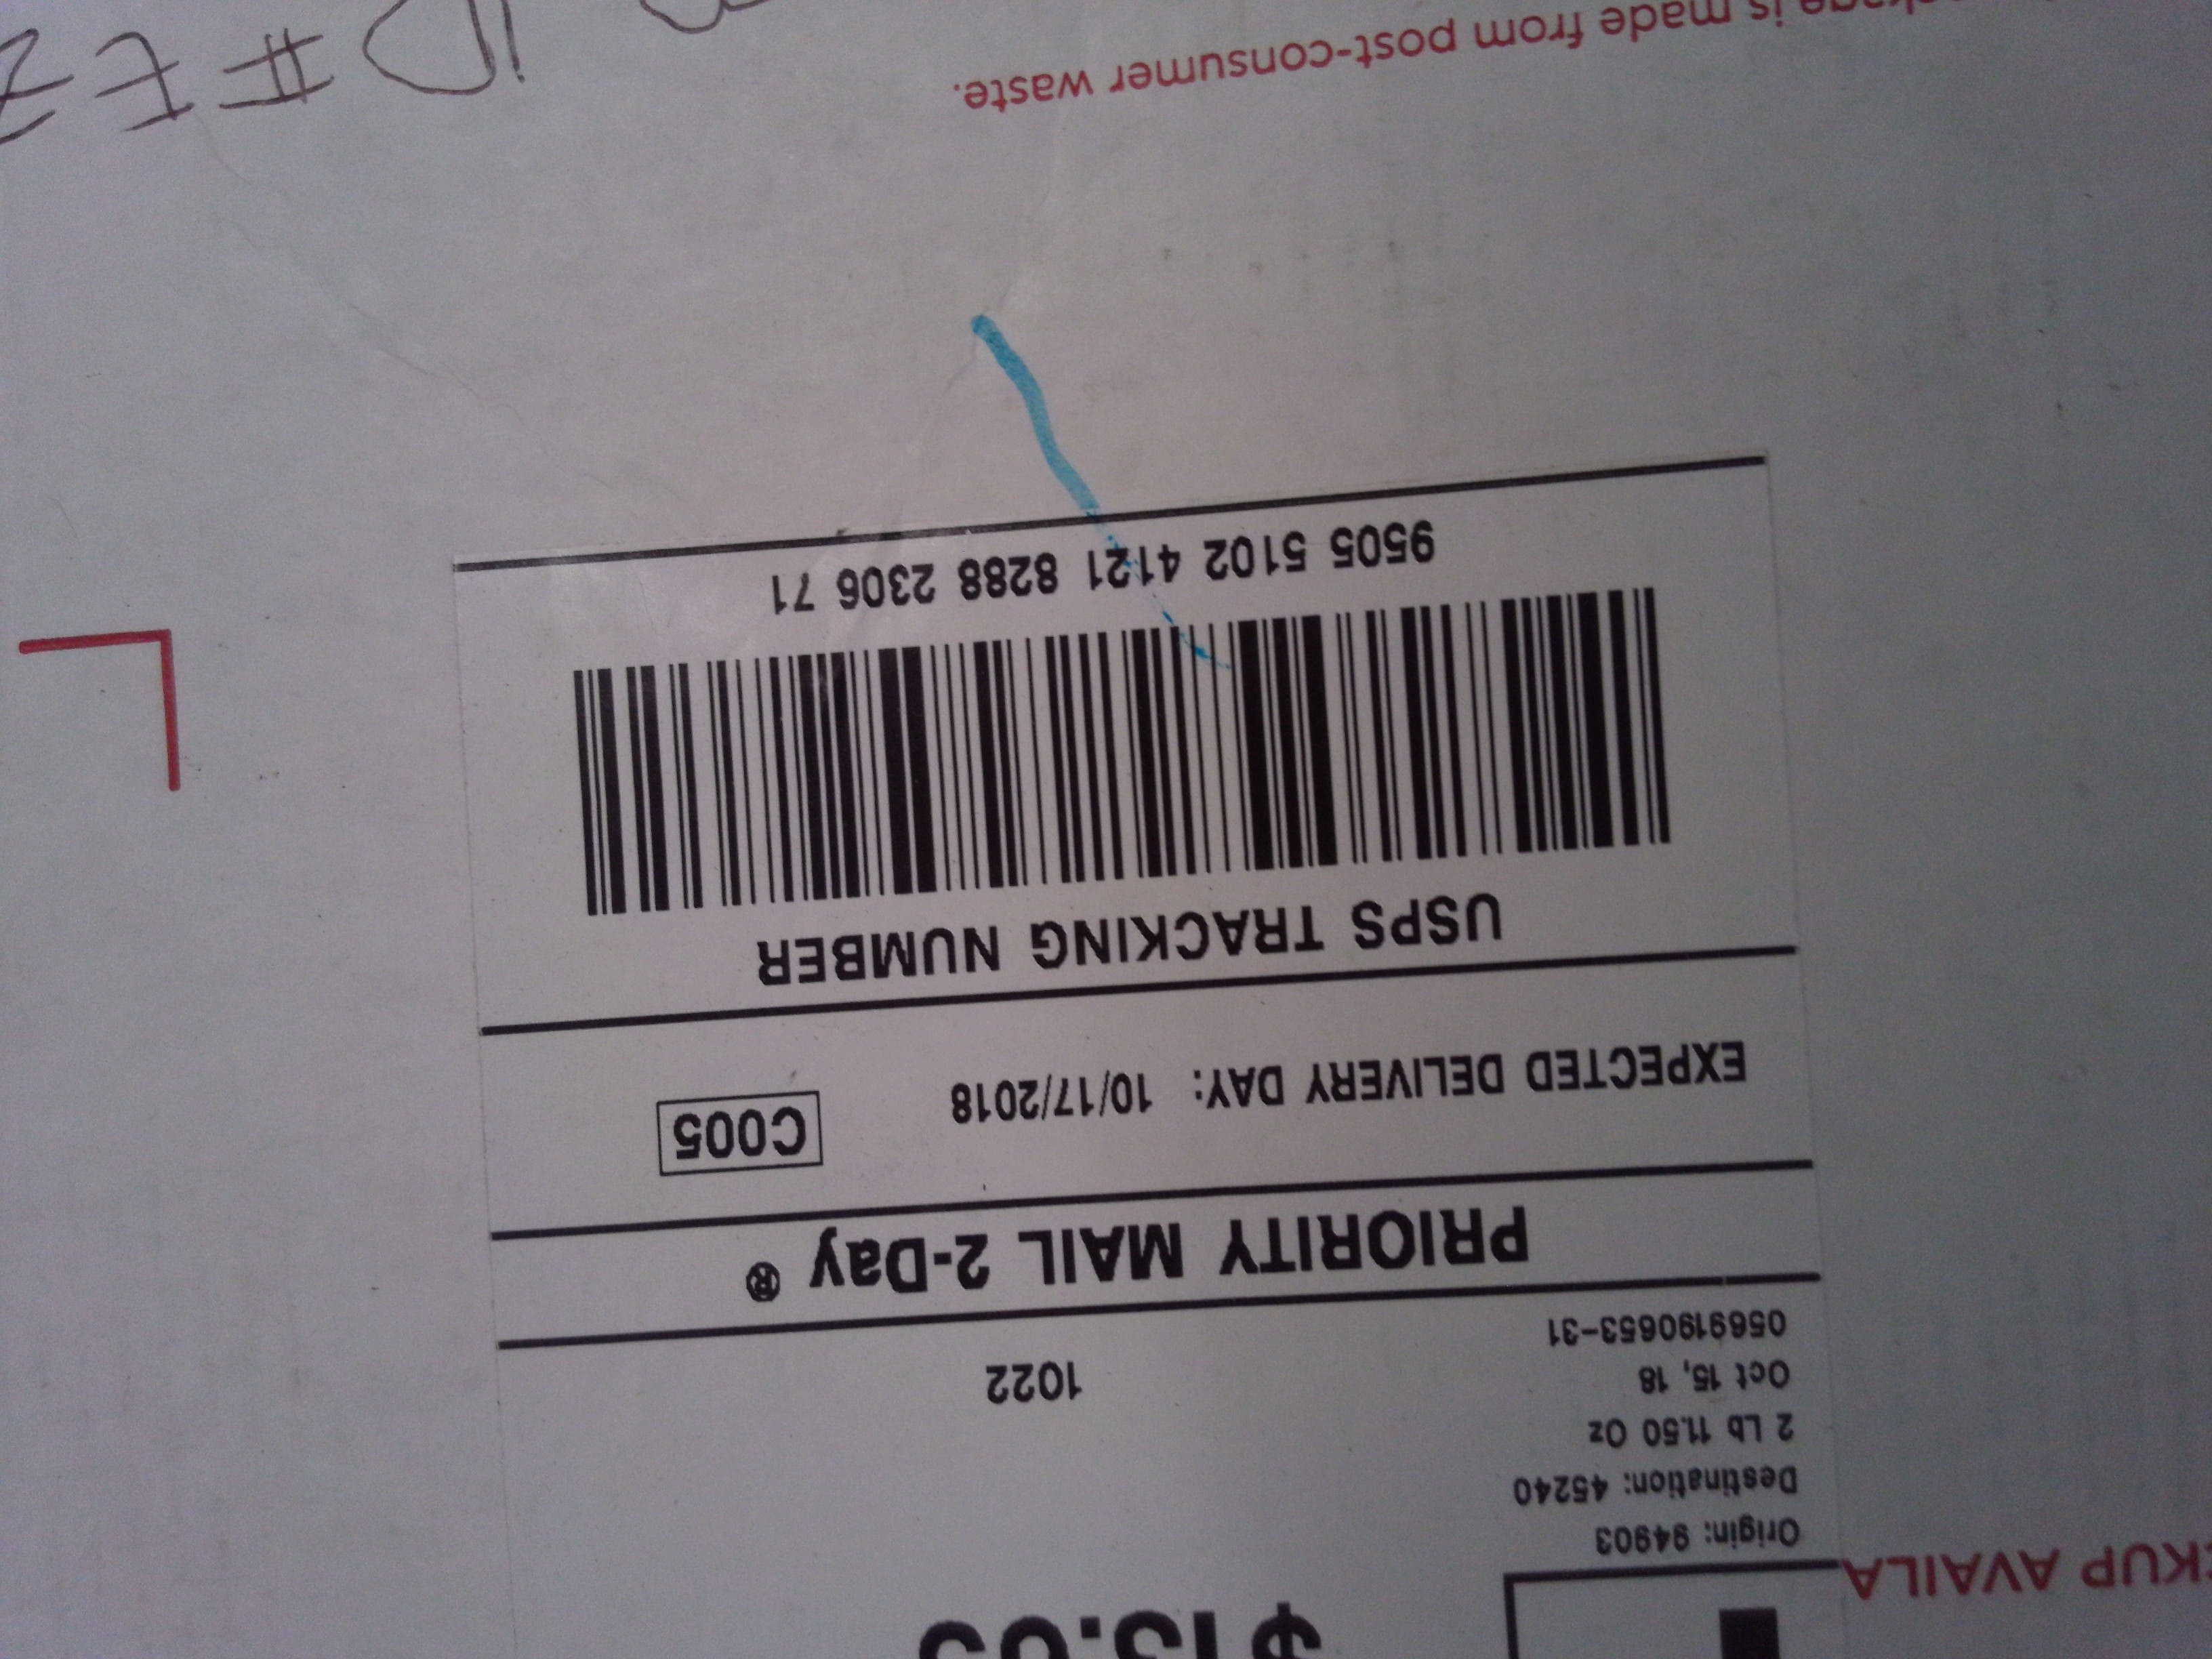 KUP AVAILA
Origin: 94903
Destination: 45240
2 Lb 11.50 Oz
Oct 15, 18
0569190653-31
1022
PRIORITY MAIL 2-Day ®
EXPECTED DELIVERY DAY: 10/17/2018
C005
USPS TRACKING NUMBER
9505 5102 4121 8288 2306 71
is made from post-consumer waste.